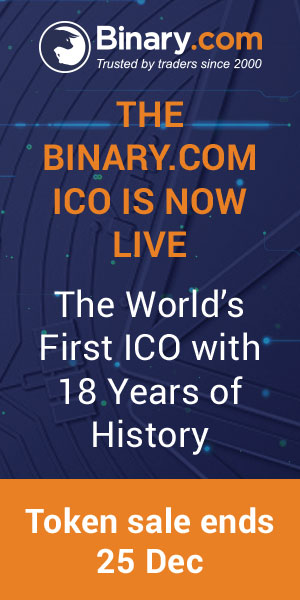 Binary.com
Trusted by traders since 2000
THE
BINARY.COM
ICO IS NOW
LIVE
The World's
First ICO with
18 Years of
History
Token sale ends
25 Dec